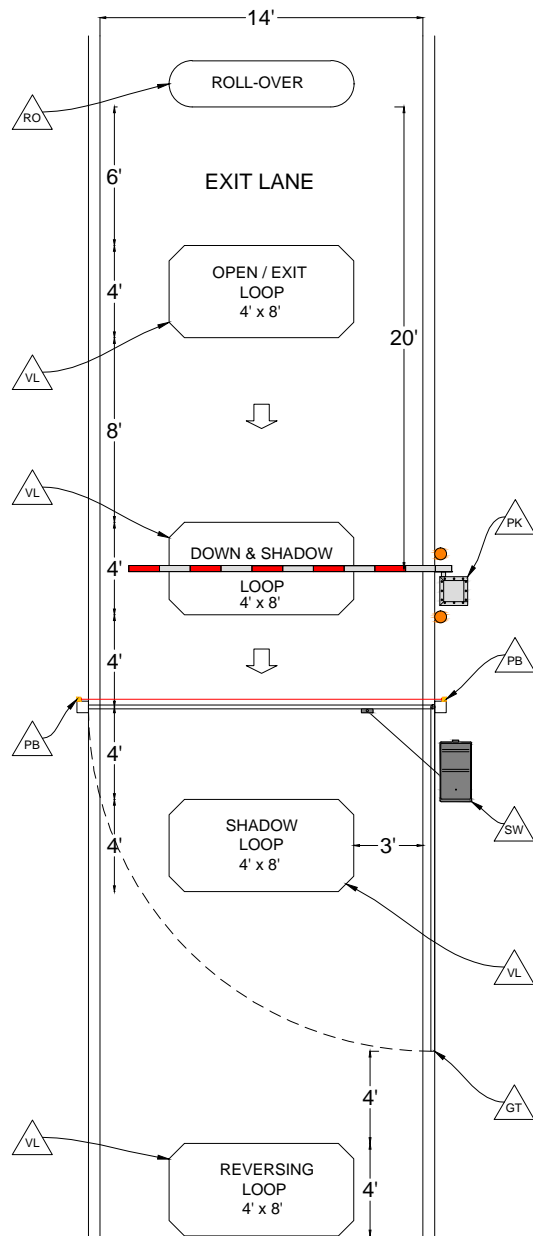 14'
ROLL-OVER
RO
6'
EXIT LANE
4'
OPEN / EXIT
LOOP
4' x 8'
20'
VL
8'
VL
PK
DOWN & SHADOW
4'
LOOP
4' x 8'
4'
PB
PB
4'
SW
SHADOW
LOOP
4' x 8'
4'
3'
VL
4'
GT
VL
REVERSING
LOOP
4' x 8'
4'